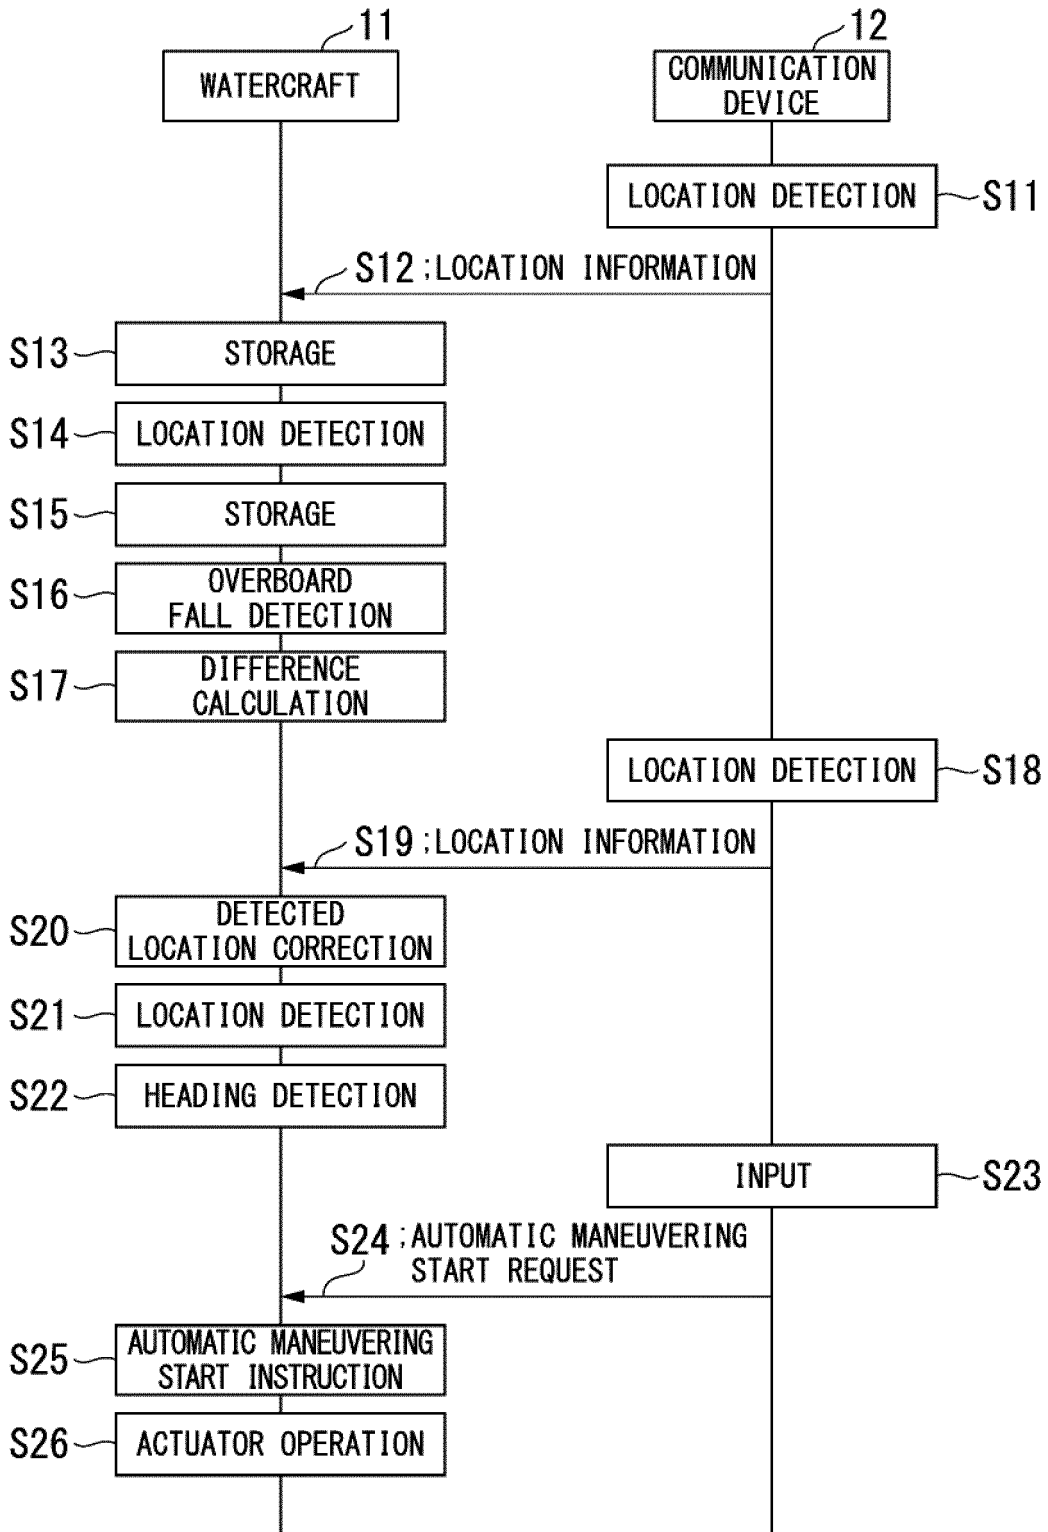 11
12
WATERCRAFT
COMMUNICATION
DEVICE
LOCATION DETECTION
S11
S12 ;LOCATION INFORMATION
S13
STORAGE
S14
LOCATION DETECTION
S15
STORAGE
S16
OVERBOARD
FALL DETECTION
S17
DIFFERENCE
CALCULATION
LOCATION DETECTION
S18
S19 ;LOCATION INFORMATION
S20
DETECTED
LOCATION CORRECTION
S21
LOCATION DETECTION
S22
HEADING DETECTION
INPUT
S23
S24 ;AUTOMATIC MANEUVERING
START REQUEST
S25
AUTOMATIC MANEUVERING
START INSTRUCTION
S26
ACTUATOR OPERATION